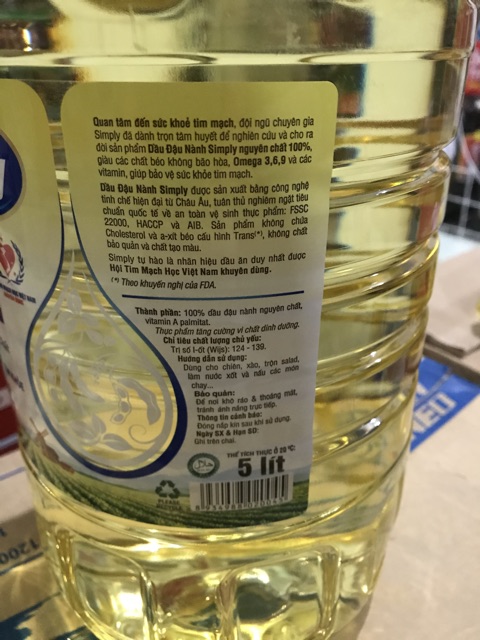 Quan tâm đến sức khoẻ tim mạch, đội ngũ chuyên gia
Simply đã dành trọn tâm huyết để nghiên cứu và cho ra
đời sản phẩm Dầu Đậu Nành Simply nguyên chất 100%,
giàu các chất béo không bão hòa, Omega 3,6,9 và các
vitamin, giúp bảo vệ sức khỏe tim mạch.
Dầu Đậu Nành Simply được sản xuất bằng công nghệ
tinh chế hiện đại từ Châu Âu, tuân thủ nghiêm ngặt tiêu
chuẩn quốc tế về an toàn vệ sinh thực phẩm: FSSC
22000, HACCP và AIB. Sản phẩm không chứa
Cholesterol và a-xít béo cấu hình Trans(*), không chất
bảo quản và chất tạo màu.
Simply tự hào là nhãn hiệu dầu ăn duy nhất được
Hội Tim Mạch Học Việt Nam khuyên dùng.
(*) Theo khuyến nghị của FDA.
Thành phần: 100% dầu đậu nành nguyên chất,
vitamin A palmitat.
Thực phẩm tăng cường vi chất dinh dưỡng.
Chỉ tiêu chất lượng chủ yếu:
Trị số I-ốt (Wijs): 124 - 139.
Hướng dẫn sử dụng:
Dùng cho chiên, xào, trộn salad,
làm nước xốt và nấu các món
chay...
Bảo quản:
Để nơi khô ráo & thoáng mát,
tránh ánh nắng trực tiếp.
Thông tin cảnh báo:
Đóng nắp kín sau khi sử dụng.
Ngày SX & Hạn SD:
Ghi trên chai.
THỂ TÍCH THỰC Ở 20 ºC:
5 lít
PLEASE
1200